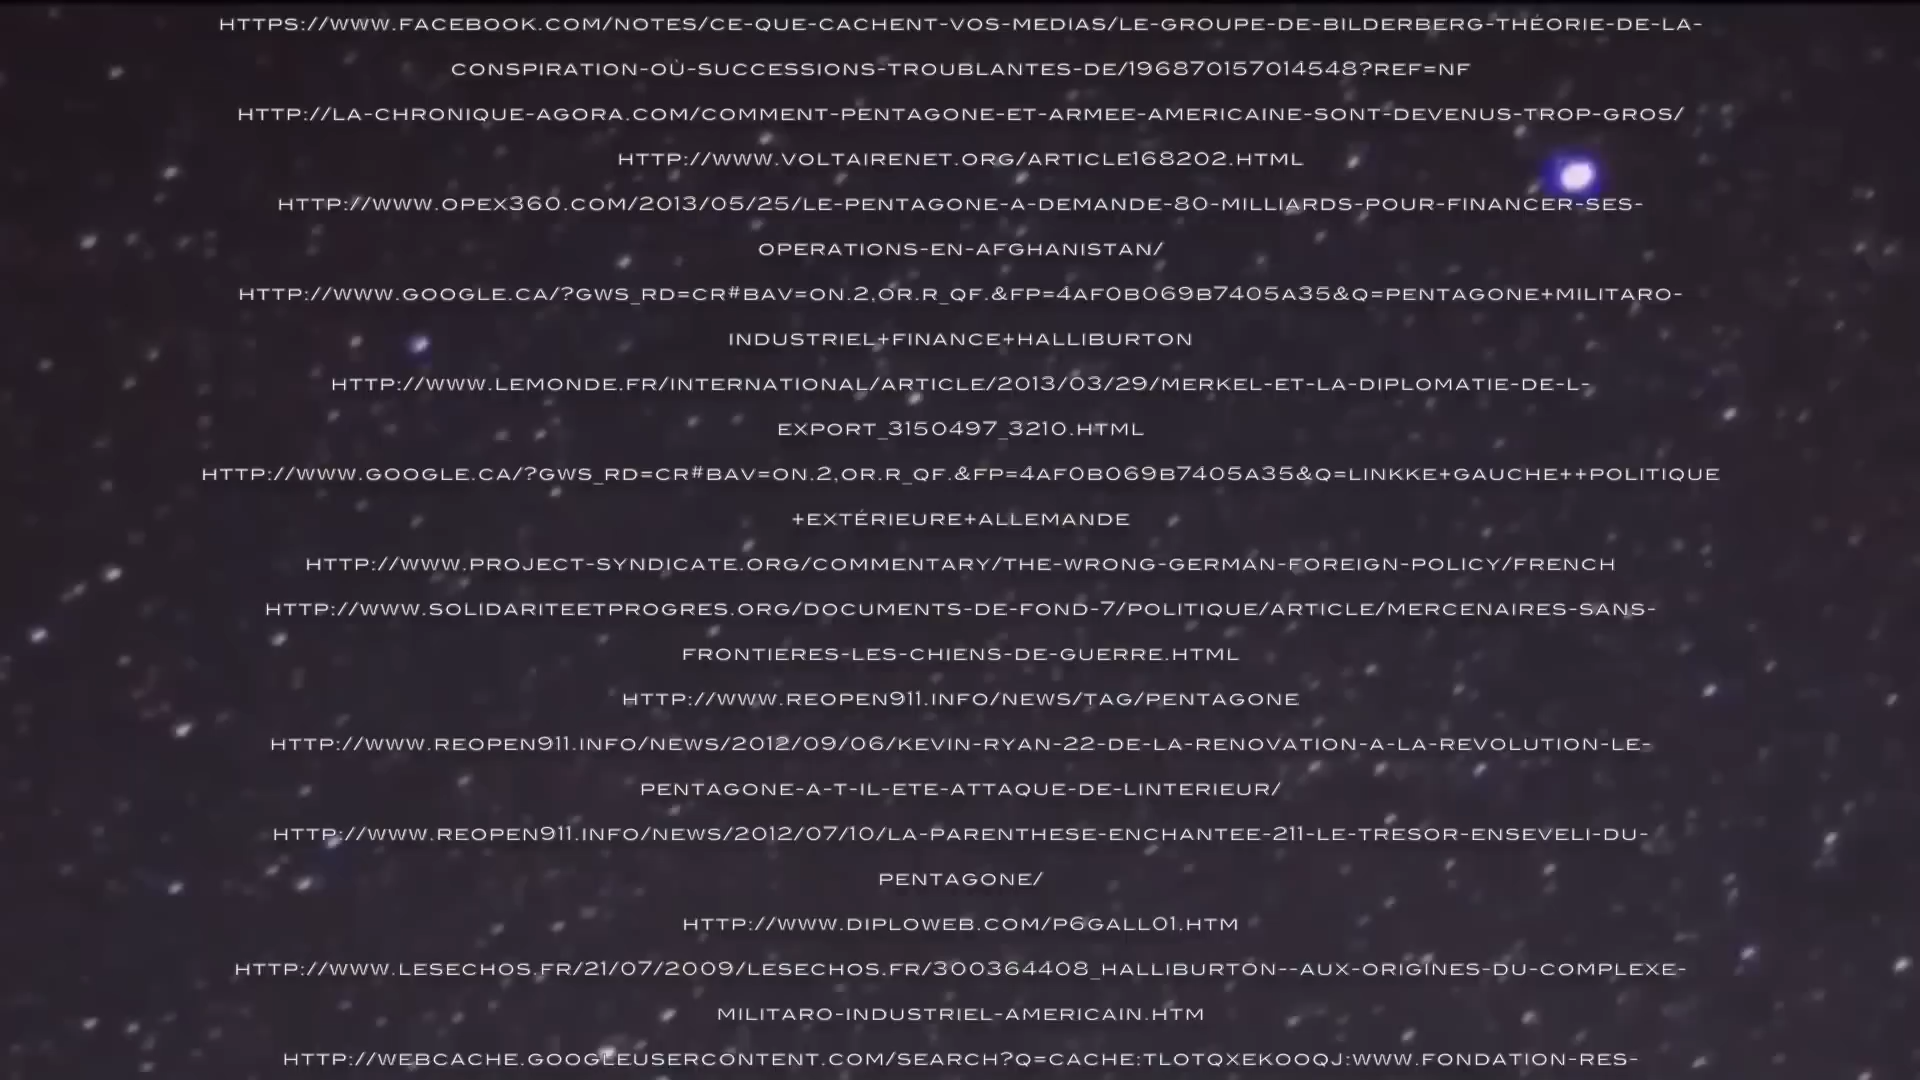 HTTPS://WWW.FACEBOOK.COM/NOTES/CE-QUE-CACHENT-VOS-MEDIAS/LE-GROUPE-DE-BILDERBERG-THÉORIE-DE-LA-
CONSPIRATION-OÙ-SUCCESSIONS-TROUBLANTES-DE/196870157014548?REF=NF
HTTP://LA-CHRONIQUE-AGORA.COM/COMMENT-PENTAGONE-ET-ARMEE-AMERICAINE-SONT-DEVENUS-TROP-GROS/
HTTP://WWW.VOLTAIRENET.ORG/ARTICLE168202.HTML
HTTP://WWW.OPEX360.COM/2013/05/25/LE-PENTAGONE-A-DEMANDE-80-MILLIARDS-POUR-FINANCER-SES-
OPERATIONS-EN-AFGHANISTAN/
HTTP://WWW.GOOGLE.CA/?GWS_RD=CR#BAV=ON.2,OR.R_QF.&FP=4AF0B069B7405A35&Q=PENTAGONE+MILITARO-
INDUSTRIEL+FINANCE+HALLIBURTON
HTTP://WWW.LEMONDE.FR/INTERNATIONAL/ARTICLE/2013/03/29/MERKEL-ET-LA-DIPLOMATIE-DE-L-
EXPORT_3150497_3210.HTML
HTTP://WWW.GOOGLE.CA/?GWS_RD=CR#BAV=ON.2,OR.R_QF.&FP=4AF0B069B7405A35&Q=LINKKE+GAUCHE++POLITIQUE
+EXTÉRIEURE+ALLEMANDE
HTTP://WWW.PROJECT-SYNDICATE.ORG/COMMENTARY/THE-WRONG-GERMAN-FOREIGN-POLICY/FRENCH
HTTP://WWW.SOLIDARITEETPROGRES.ORG/DOCUMENTS-DE-FOND-7/POLITIQUE/ARTICLE/MERCENAIRES-SANS-
FRONTIERES-LES-CHIENS-DE-GUERRE.HTML
HTTP://WWW.REOPEN911.INFO/NEWS/TAG/PENTAGONE
HTTP://WWW.REOPEN911.INFO/NEWS/2012/09/06/KEVIN-RYAN-22-DE-LA-RENOVATION-A-LA-REVOLUTION-LE-
PENTAGONE-A-T-IL-ETE-ATTAQUE-DE-LINTERIEUR/
HTTP://WWW.REOPEN911.INFO/NEWS/2012/07/10/LA-PARENTHESE-ENCHANTEE-211-LE-TRESOR-ENSEVELI-DU-
PENTAGONE/
HTTP://WWW.DIPLOWEB.COM/P6GALL01.HTM
HTTP://WWW.LESECHOS.FR/21/07/2009/LESECHOS.FR/300364408_HALLIBURTON--AUX-ORIGINES-DU-COMPLEXE-
MILITARO-INDUSTRIEL-AMERICAIN.HTM
HTTP://WEBCACHE.GOOGLEUSERCONTENT.COM/SEARCH?Q=CACHE:TLOTQXEKOOQJ:WWW.FONDATION-RES-